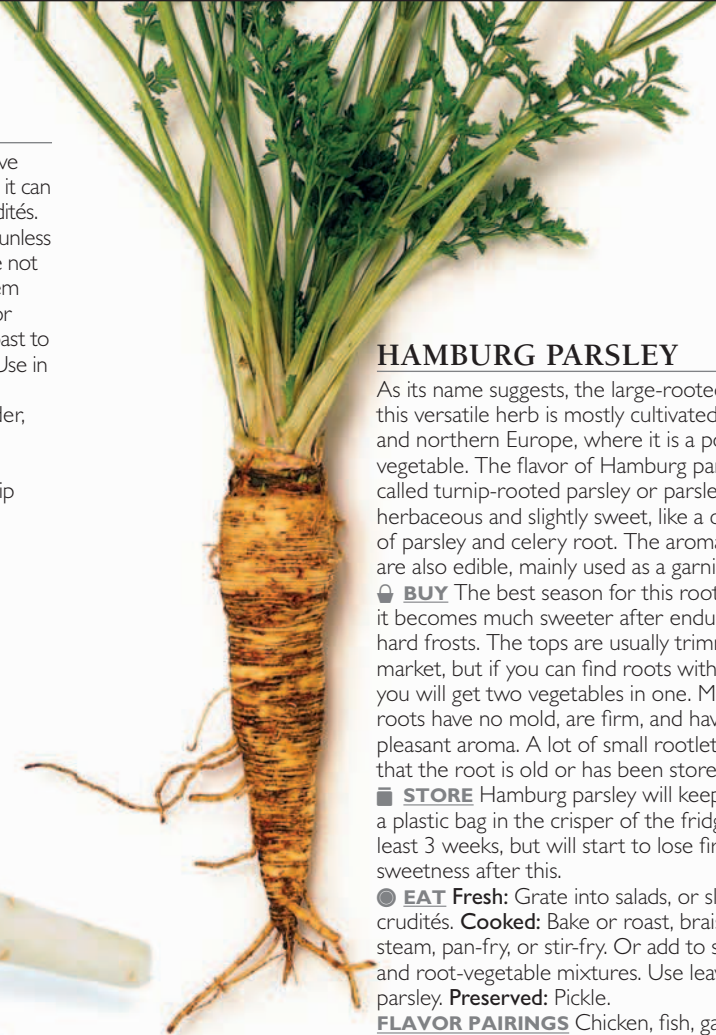 ve
it can
dités.
unless
e not
em
or
ast to
Use in
der,
ip
HAMBURG PARSLEY
As its name suggests, the large-rooted
this versatile herb is mostly cultivated
and northern Europe, where it is a po
vegetable. The flavor of Hamburg par
called turnip-rooted parsley or parsle
herbaceous and slightly sweet, like a c
of parsley and celery root. The aroma
are also edible, mainly used as a garni
BUY The best season for this root
it becomes much sweeter after endu
hard frosts. The tops are usually trimm
market, but if you can find roots with
you will get two vegetables in one. M
roots have no mold, are firm, and hav
pleasant aroma. A lot of small rootlet
that the root is old or has been store
STORE Hamburg parsley will keep
a plastic bag in the crisper of the fridg
least 3 weeks, but will start to lose fir
sweetness after this.
EAT Fresh: Grate into salads, or sl
crudités. Cooked: Bake or roast, brais
steam, pan-fry, or stir-fry. Or add to s
and root-vegetable mixtures. Use leav
parsley. Preserved: Pickle.
FLAVOR PAIRINGS Chicken, fish, ga